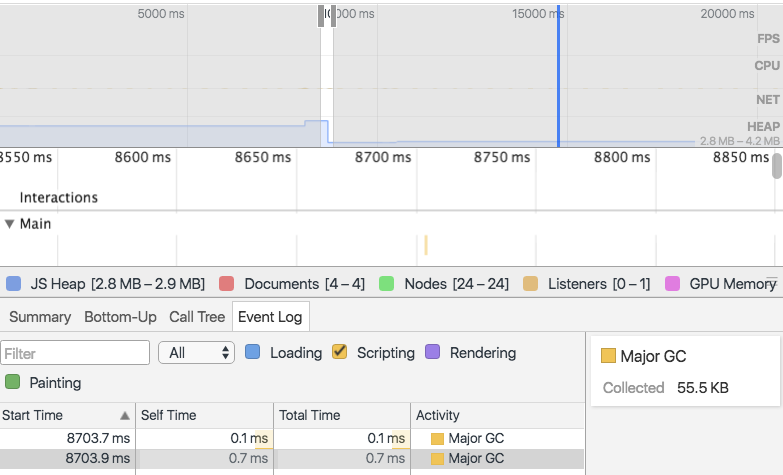 5000 ms 000 ms 15000 ms 20000 ms
FPS
CPU
NET
HEAP
2.8 MB – 4.2 MB
8550 ms 8600 ms 8650 ms 8700 ms 8750 ms 8800 ms 8850 ms
Interactions
▼ Main
JS Heap [2.8 MB – 2.9 MB] Documents [4 – 4] Nodes [24 – 24] Listeners [0 – 1] GPU Memory
Summary Bottom-Up Call Tree Event Log
Filter All Loading Scripting Rendering
Painting
Major GC
Collected 55.5 KB
Start Time Self Time Total Time Activity
8703.7 ms 0.1 ms 0.1 ms Major GC
8703.9 ms 0.7 ms 0.7 ms Major GC